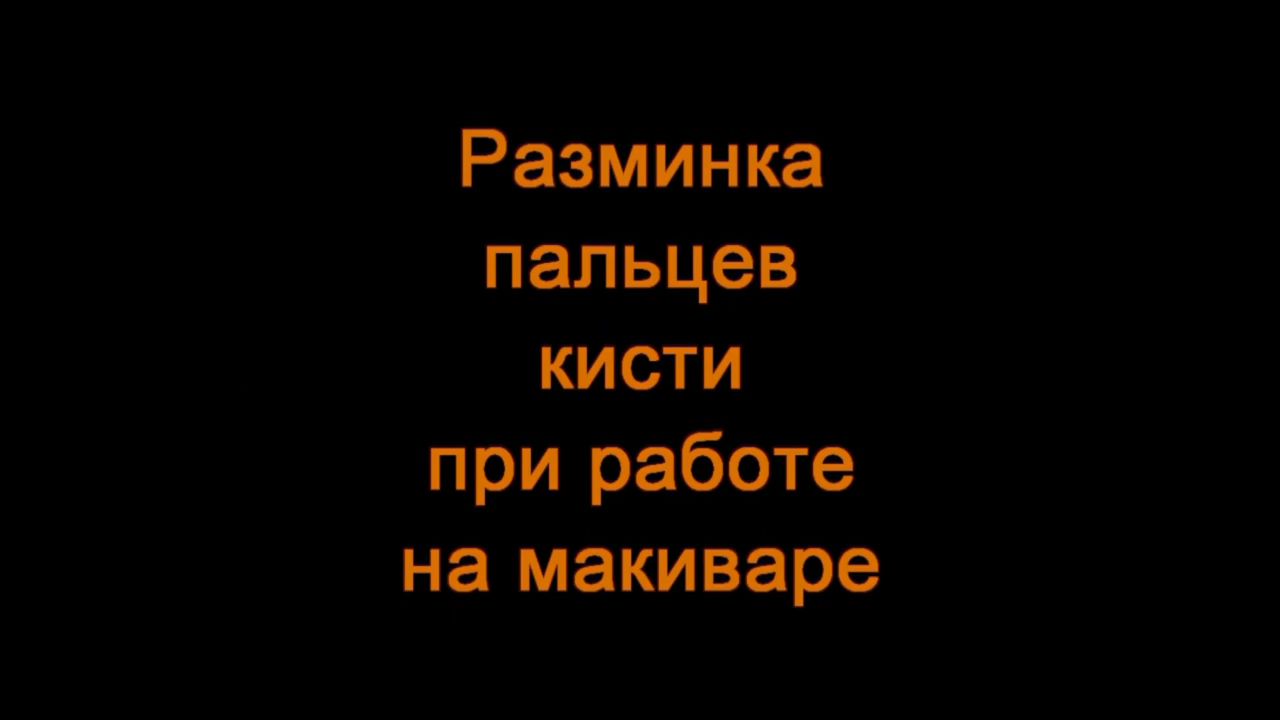 Разминка
пальцев
кисти
при работе
на макиваре